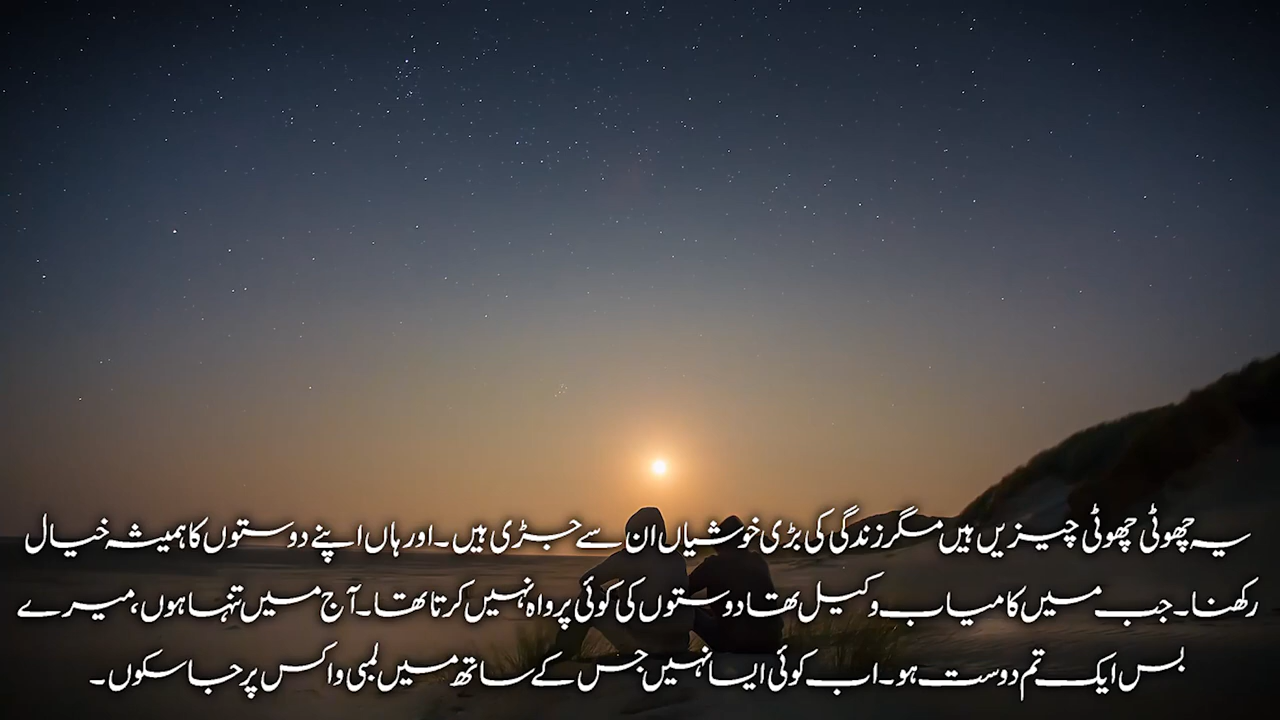 یہ چھوٹی چھوٹی چیزیں ہیں مگر زندگی کی بڑی خوشیاں ان سے جڑی ہیں۔ اور ہاں اپنے دوستوں کا ہمیشہ خیال
رکھنا۔ جب میں کامیاب وکیل تھا دوستوں کی کوئی پرواہ نہیں کرتا تھا۔ آج میں تنہا ہوں، میرے
بس ایک تم دوست ہو۔ اب کوئی ایسا نہیں جس کے ساتھ میں لمبی واکس پر جا سکوں۔